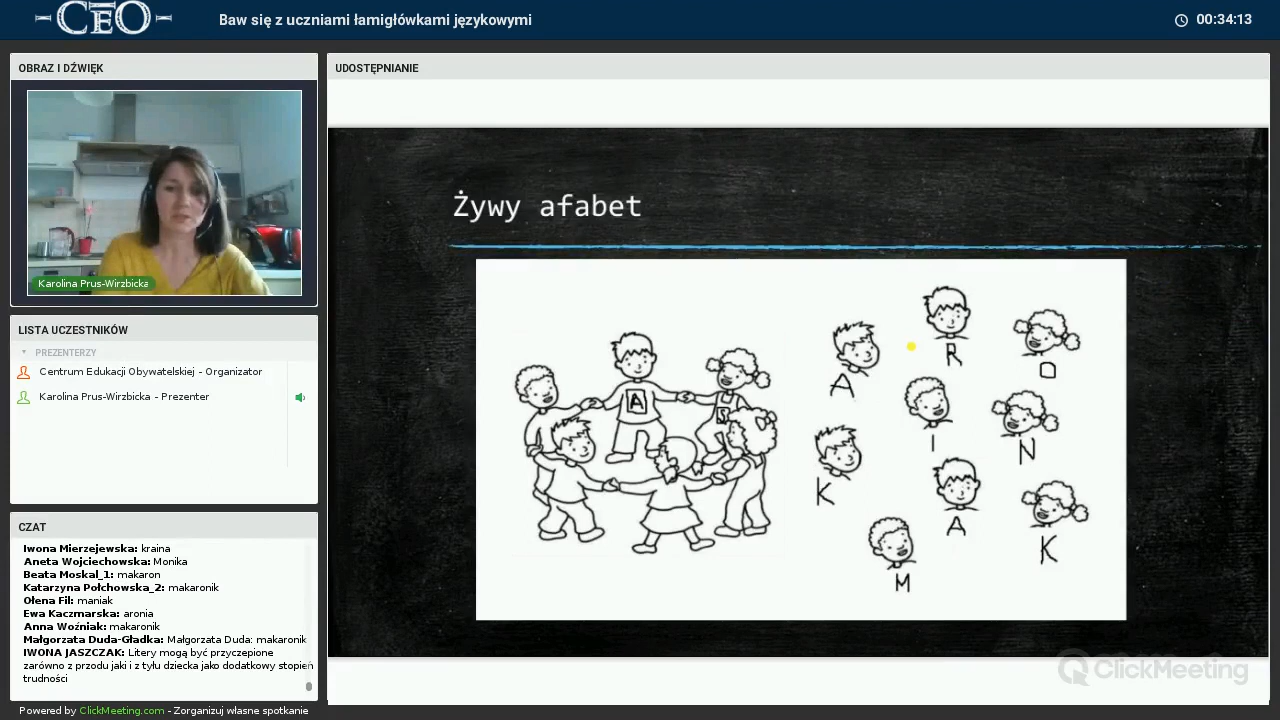 CEO
Baw się z uczniami łamigłówkami językowymi
00:34:13
OBRAZ I DŹWIĘK
Karolina Prus-Wirzbicka
LISTA UCZESTNIKÓW
PREZENTERZY
Centrum Edukacji Obywatelskiej - Organizator
Karolina Prus-Wirzbicka - Prezenter
CZAT
Iwona Mierzejewska: kraina
Aneta Wojciechowska: Monika
Beata Moskal_1: makaron
Katarzyna Połchowska_2: makaronik
Ołena Fil: maniak
Ewa Kaczmarska: aronia
Anna Woźniak: makaronik
Małgorzata Duda-Gładka: Małgorzata Duda: makaronik
IWONA JASZCZAK: Litery mogą być przyczepione
zarówno z przodu jaki i z tyłu dziecka jako dodatkowy stopień
trudności
Powered by ClickMeeting.com - Zorganizuj własne spotkanie
UDOSTĘPNIANIE
Żywy afabet
A
S
R
A
O
I
N
K
A
K
M
ClickMeeting